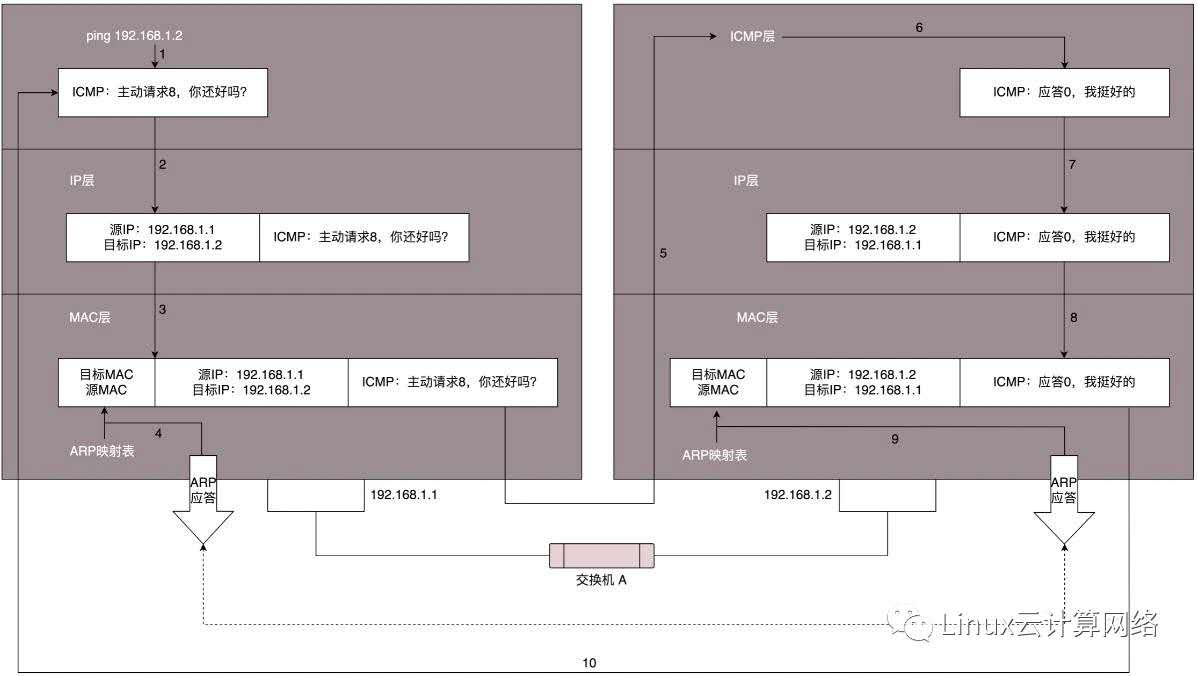 ping 192.168.1.2
1
ICMP：主动请求8，你还好吗？
2
IP层
源IP：192.168.1.1
目标IP：192.168.1.2
ICMP：主动请求8，你还好吗？
3
MAC层
目标MAC
源MAC
源IP：192.168.1.1
目标IP：192.168.1.2
ICMP：主动请求8，你还好吗？
4
ARP映射表
ARP
应答
192.168.1.1
5
ICMP层
6
ICMP：应答0，我挺好的
7
IP层
源IP：192.168.1.2
目标IP：192.168.1.1
ICMP：应答0，我挺好的
8
MAC层
目标MAC
源MAC
源IP：192.168.1.2
目标IP：192.168.1.1
ICMP：应答0，我挺好的
9
ARP映射表
ARP
应答
192.168.1.2
交换机 A
Linux云计算网络
10